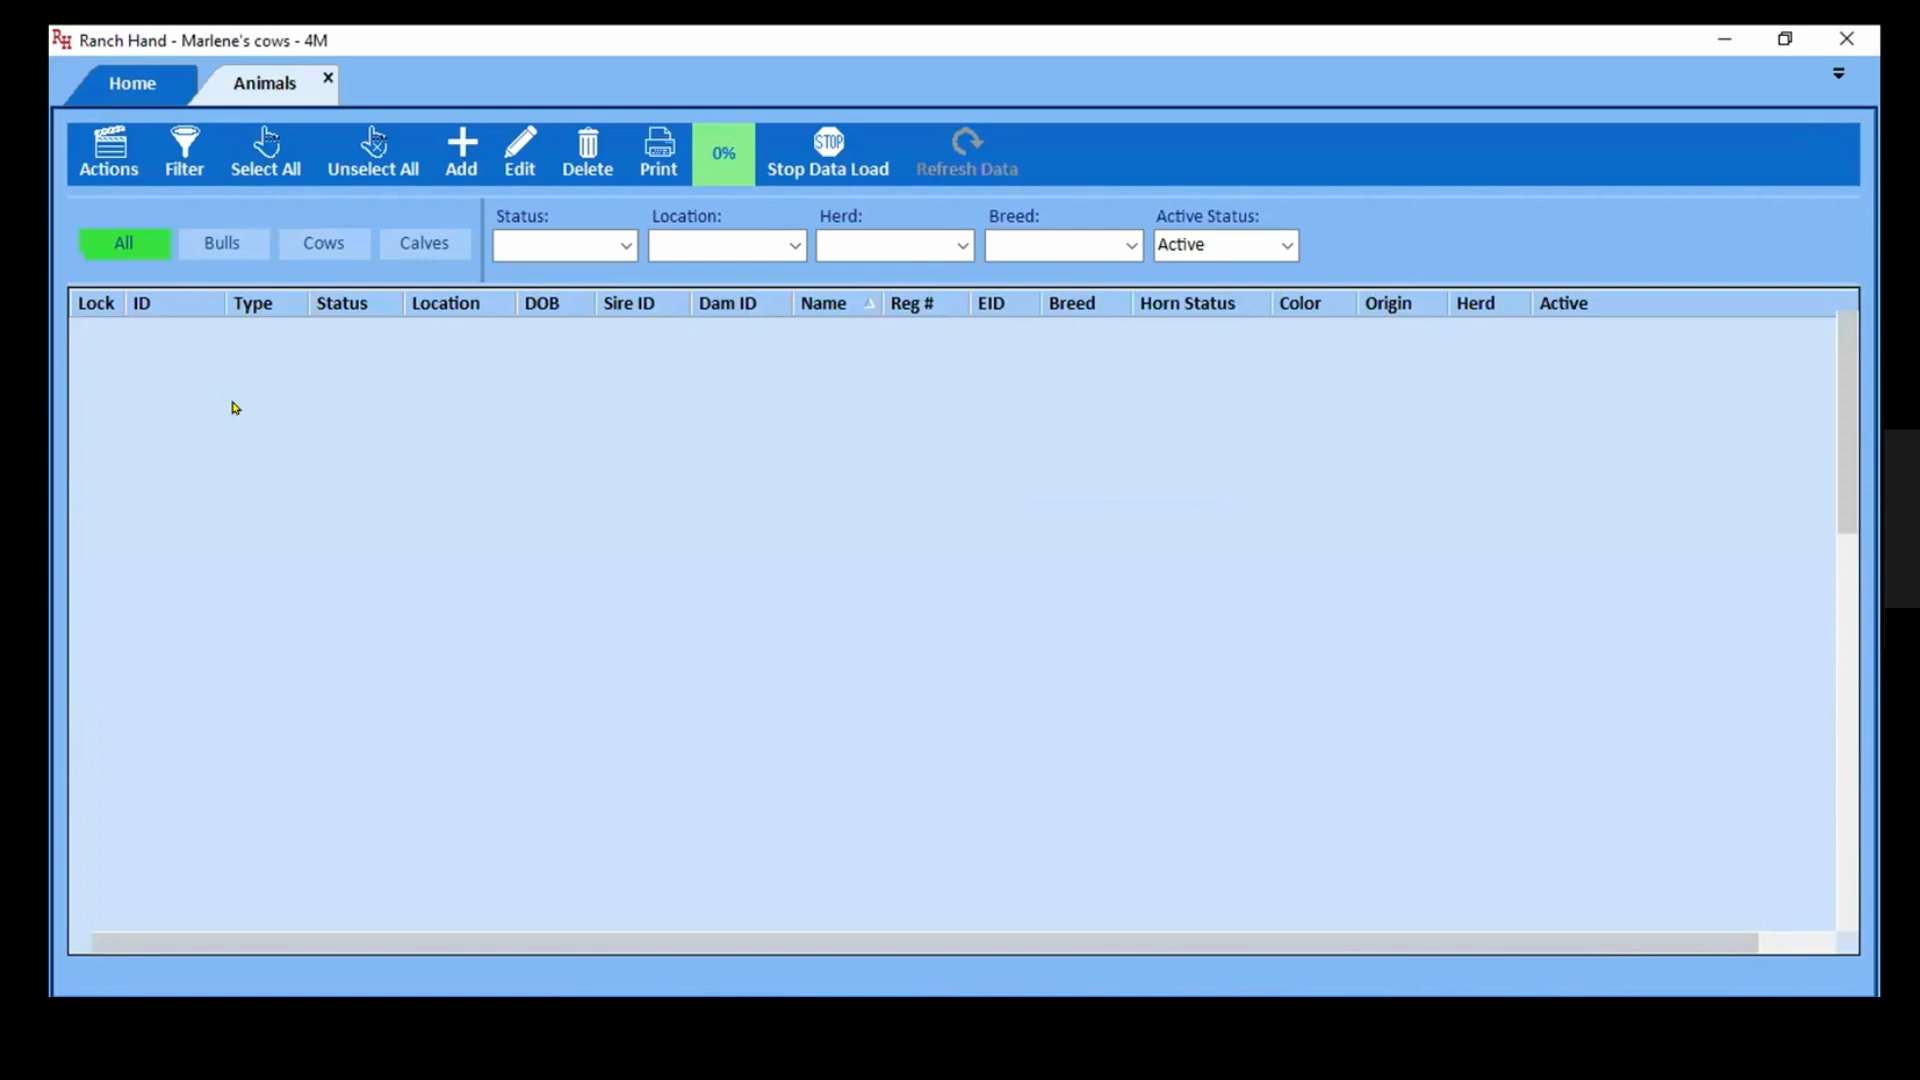 RH Ranch Hand - Marlene's cows - 4M
Home
Animals
Actions
Filter
Select All
Unselect All
Add
Edit
Delete
Print
0%
STOP
Stop Data Load
Refresh Data
All
Bulls
Cows
Calves
Status:
Location:
Herd:
Breed:
Active Status:
Active
Lock ID Type Status Location DOB Sire ID Dam ID Name Reg # EID Breed Horn Status Color Origin Herd Active